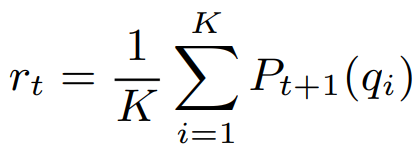 r_t = \frac{1}{K} \sum_{i=1}^{K} P_{t+1}(q_i)